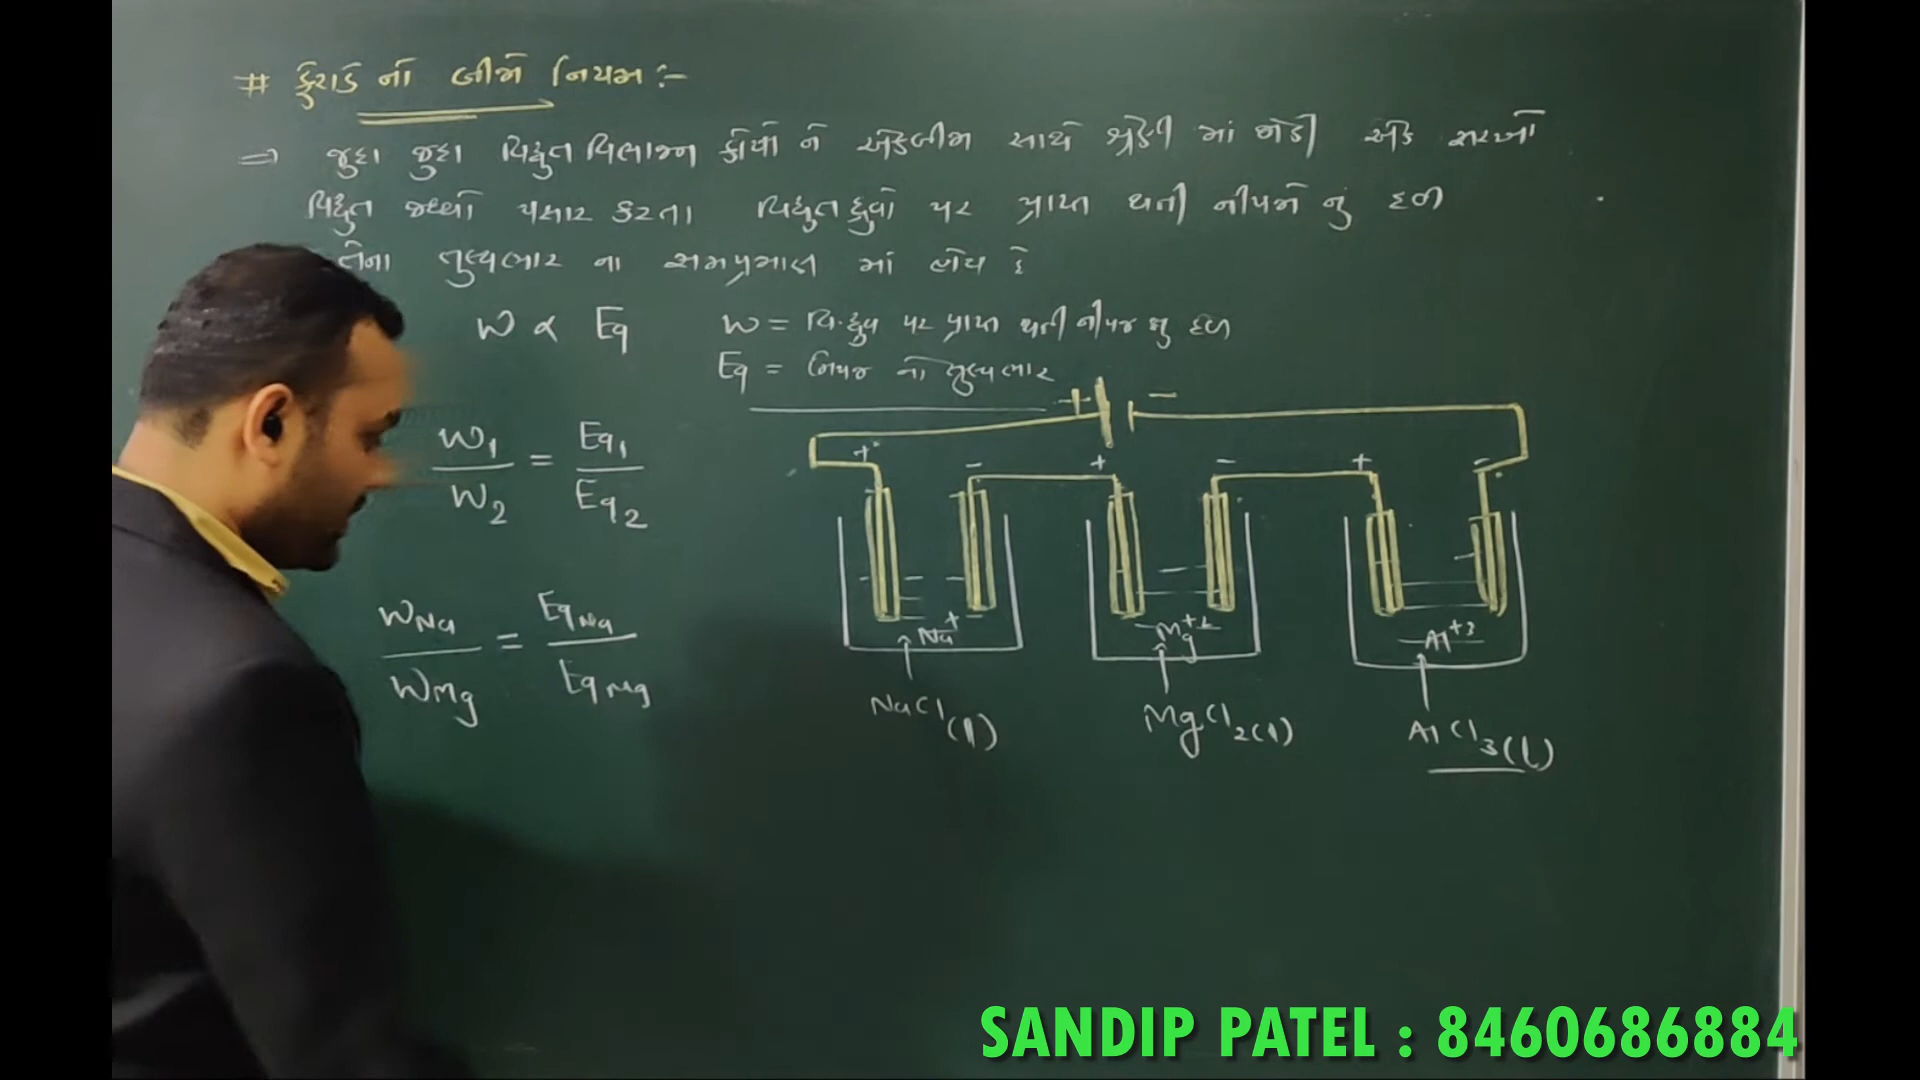 # ફેરાડે નો બીજો નિયમ :-
⇒ જુદા જુદા વિદ્યુત વિભાજન કોષો ને એકબીજા સાથે શ્રેણી માં જોડી એક સરખો
વિદ્યુત જથ્થો પસાર કરતા વિદ્યુત ધ્રુવો પર પ્રાપ્ત થતી નીપજો નું દળ
તેના તુલ્યભાર ના સમપ્રમાણ માં હોય છે
W ∝ Eq
W = વિ.ધ્રુવ પર પ્રાપ્ત થતી નીપજ નુ દળ
Eq = નિપજ નો તુલ્યભાર
+ −
W1 / W2 = Eq1 / Eq2
+ − + − + −
WNa / WMg = EqNa / EqMg
Na+ Mg+2 Al+3
NaCl(l) MgCl2(l) AlCl3(l)
SANDIP PATEL : 8460686884